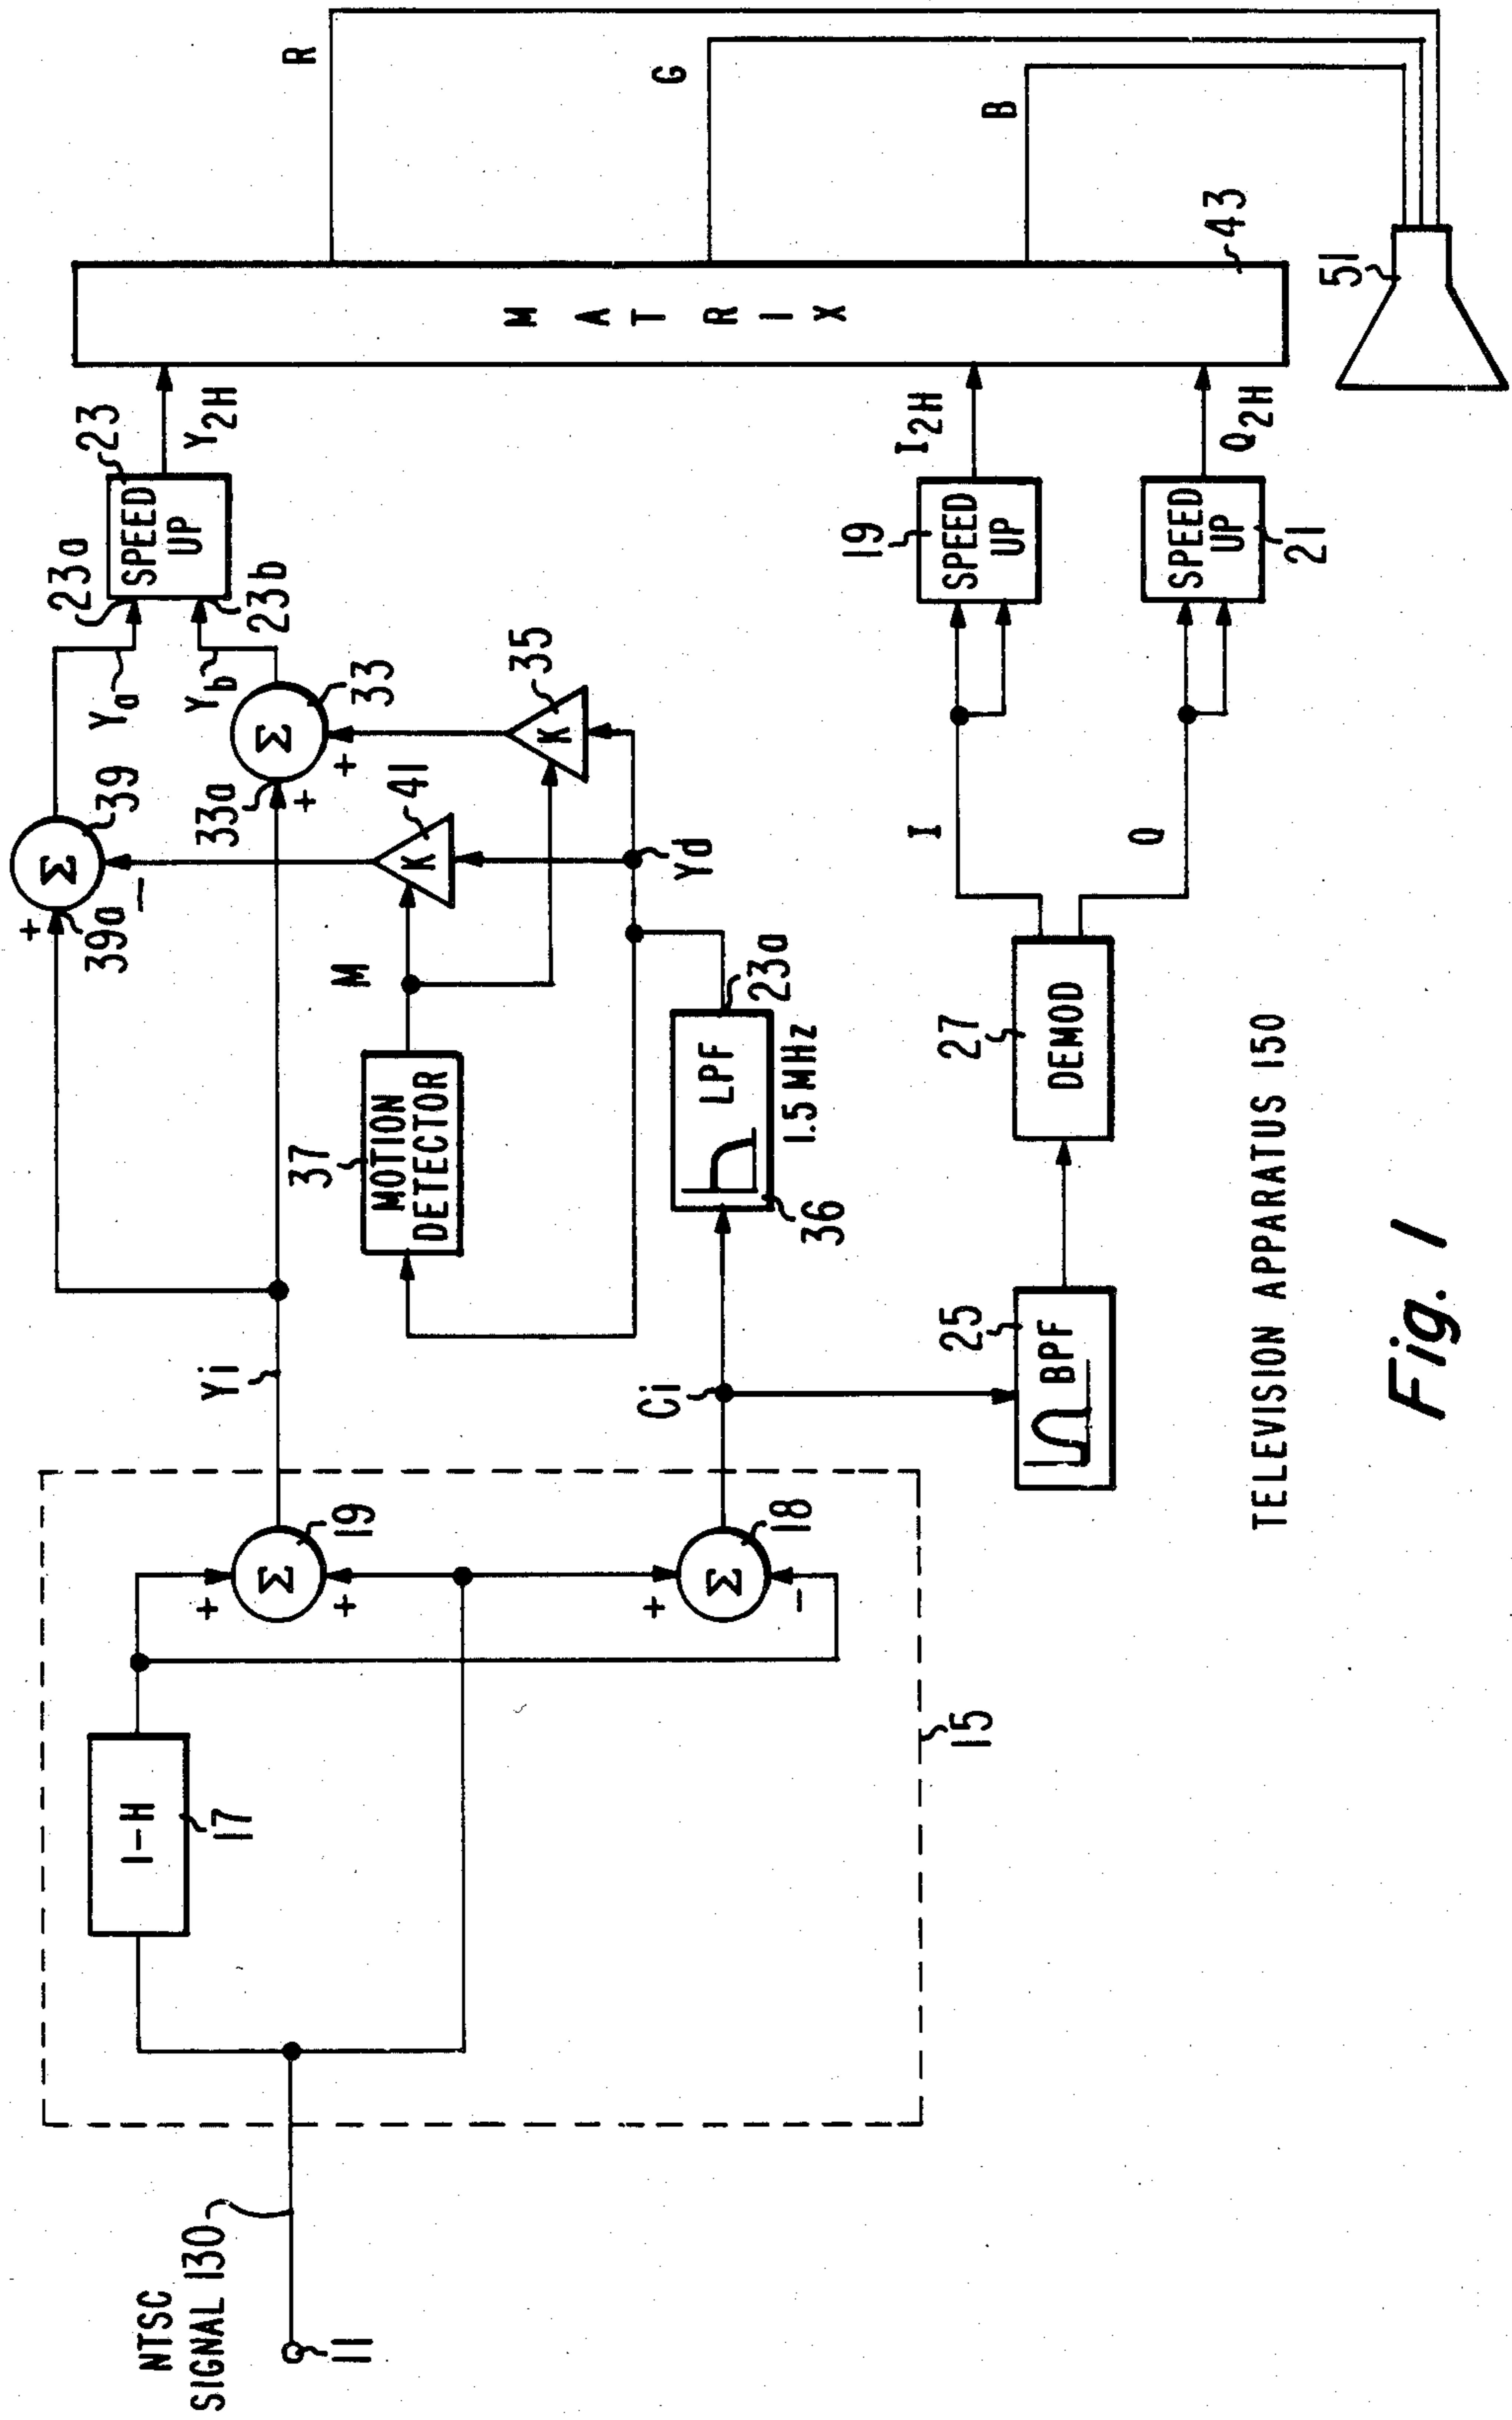 NTSC
SIGNAL 130
11
1-H
17
15
+
Σ
19
+
+
Σ
18
-
Yi
Ci
25
BPF
37
MOTION
DETECTOR
M
36
LPF
1.5 MHz
23a
27
DEMOD
+
39a
Σ
39
-
33a
+
Σ
33
+
K
41
K
35
Yd
Ya
Yb
23a
23b
SPEED
UP
23
Y2H
I
Q
19
SPEED
UP
I2H
SPEED
UP
21
Q2H
MATRIX
43
R
G
B
51
TELEVISION APPARATUS 150
Fig. 1